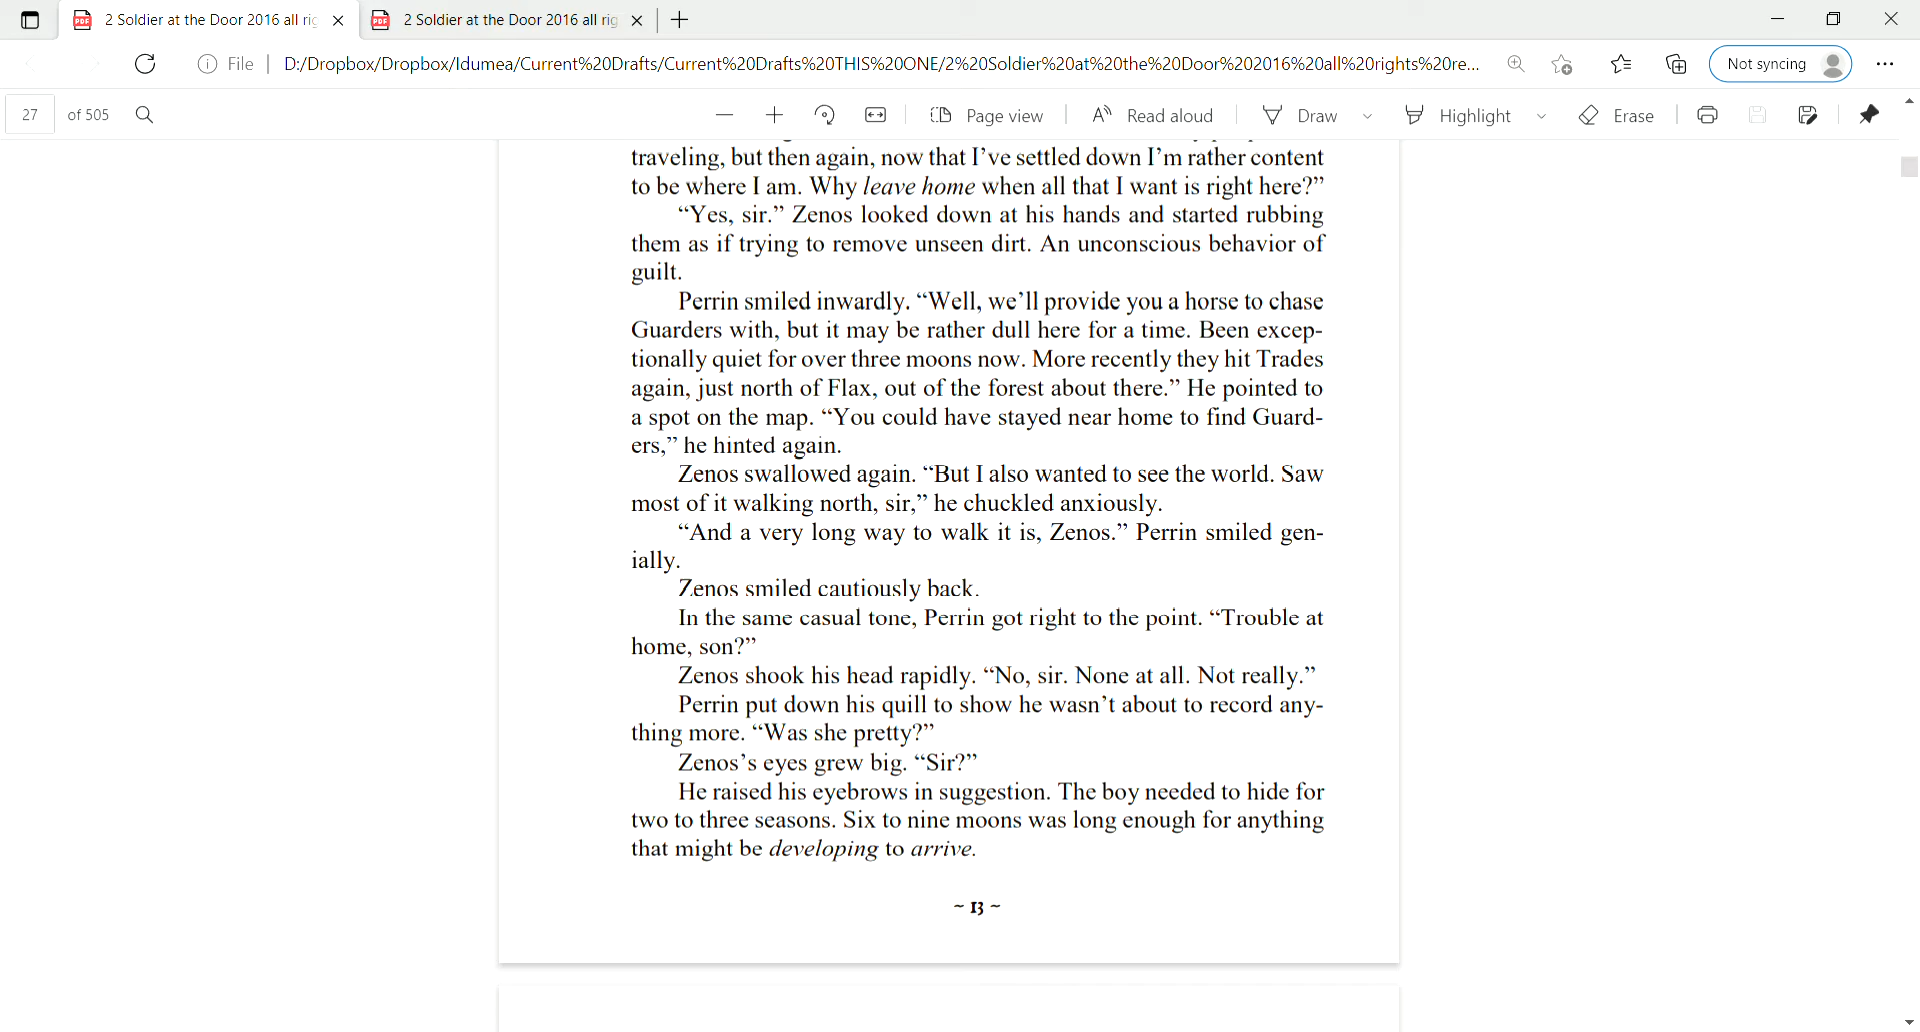 2 Soldier at the Door 2016 all rig
2 Soldier at the Door 2016 all rig
File
D:/Dropbox/Dropbox/Idumea/Current%20Drafts/Current%20Drafts%20THIS%20ONE/2%20Soldier%20at%20the%20Door%202016%20all%20rights%20re...
Not syncing
27 of 505
Page view
Read aloud
Draw
Highlight
Erase
traveling, but then again, now that I’ve settled down I’m rather content
to be where I am. Why leave home when all that I want is right here?”
“Yes, sir.” Zenos looked down at his hands and started rubbing
them as if trying to remove unseen dirt. An unconscious behavior of
guilt.
Perrin smiled inwardly. “Well, we’ll provide you a horse to chase
Guarders with, but it may be rather dull here for a time. Been excep-
tionally quiet for over three moons now. More recently they hit Trades
again, just north of Flax, out of the forest about there.” He pointed to
a spot on the map. “You could have stayed near home to find Guard-
ers,” he hinted again.
Zenos swallowed again. “But I also wanted to see the world. Saw
most of it walking north, sir,” he chuckled anxiously.
“And a very long way to walk it is, Zenos.” Perrin smiled gen-
ially.
Zenos smiled cautiously back.
In the same casual tone, Perrin got right to the point. “Trouble at
home, son?”
Zenos shook his head rapidly. “No, sir. None at all. Not really.”
Perrin put down his quill to show he wasn’t about to record any-
thing more. “Was she pretty?”
Zenos’s eyes grew big. “Sir?”
He raised his eyebrows in suggestion. The boy needed to hide for
two to three seasons. Six to nine moons was long enough for anything
that might be developing to arrive.
~ 13 ~